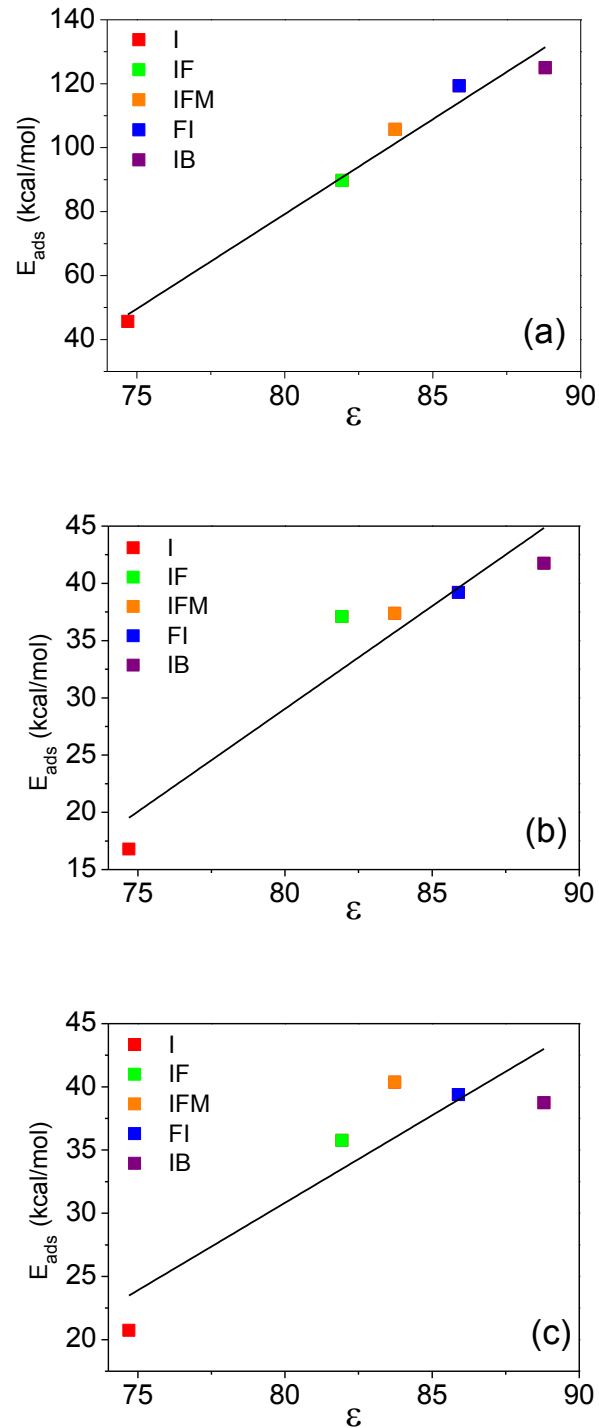 140
120
100
80
60
40
E_ads (kcal/mol)
I
IF
IFM
FI
IB
(a)
75 80 85 90
ε
45
40
35
30
25
20
15
E_ads (kcal/mol)
I
IF
IFM
FI
IB
(b)
75 80 85 90
ε
45
40
35
30
25
20
E_ads (kcal/mol)
I
IF
IFM
FI
IB
(c)
75 80 85 90
ε